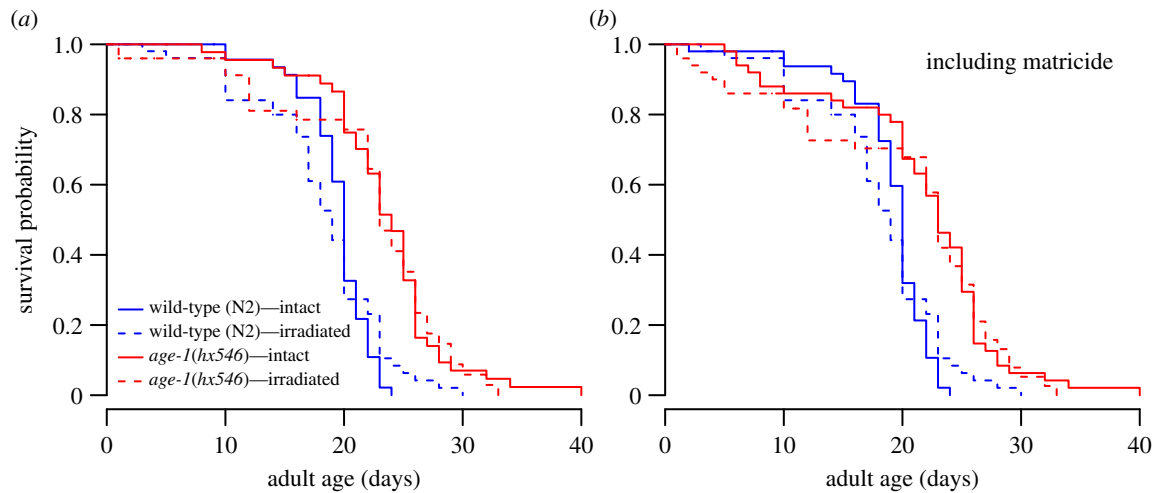 (a)
(b)
survival probability
1.0
0.8
0.6
0.4
0.2
0
wild-type (N2)—intact
wild-type (N2)—irradiated
age-1(hx546)—intact
age-1(hx546)—irradiated
0 10 20 30 40
adult age (days)
including matricide
1.0
0.8
0.6
0.4
0.2
0
0 10 20 30 40
adult age (days)